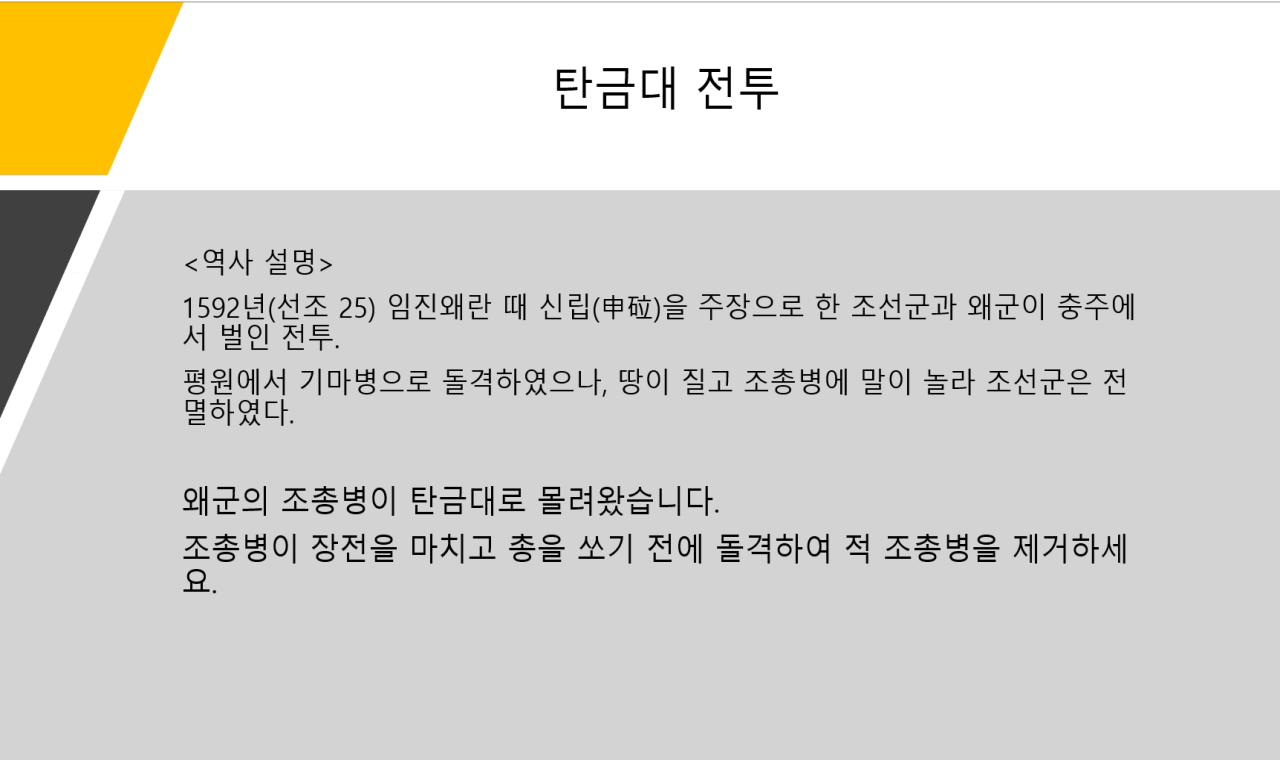 탄금대 전투
<역사 설명>
1592년(선조 25) 임진왜란 때 신립(申砬)을 주장으로 한 조선군과 왜군이 충주에
서 벌인 전투.
평원에서 기마병으로 돌격하였으나, 땅이 질고 조총병에 말이 놀라 조선군은 전
멸하였다.
왜군의 조총병이 탄금대로 몰려왔습니다.
조총병이 장전을 마치고 총을 쏘기 전에 돌격하여 적 조총병을 제거하세
요.